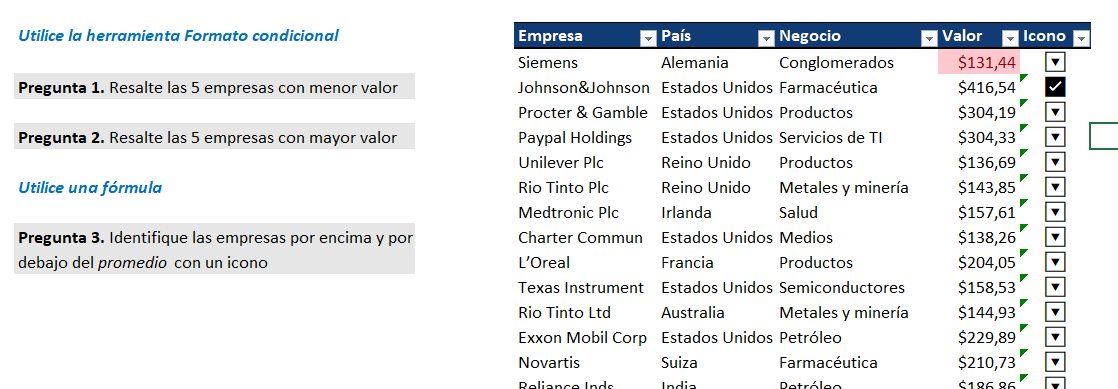 Utilice la herramienta Formato condicional
Pregunta 1. Resalte las 5 empresas con menor valor
Pregunta 2. Resalte las 5 empresas con mayor valor
Utilice una fórmula
Pregunta 3. Identifique las empresas por encima y por
debajo del promedio con un icono
Empresa País Negocio Valor Icono
Siemens Alemania Conglomerados $131,44
Johnson&Johnson Estados Unidos Farmacéutica $416,54
Procter & Gamble Estados Unidos Productos $304,19
Paypal Holdings Estados Unidos Servicios de TI $304,33
Unilever Plc Reino Unido Productos $136,69
Rio Tinto Plc Reino Unido Metales y minería $143,85
Medtronic Plc Irlanda Salud $157,61
Charter Commun Estados Unidos Medios $138,26
L’Oreal Francia Productos $204,05
Texas Instrument Estados Unidos Semiconductores $158,53
Rio Tinto Ltd Australia Metales y minería $144,93
Exxon Mobil Corp Estados Unidos Petróleo $229,89
Novartis Suiza Farmacéutica $210,73
Reliance Inds India Petróleo $186,86